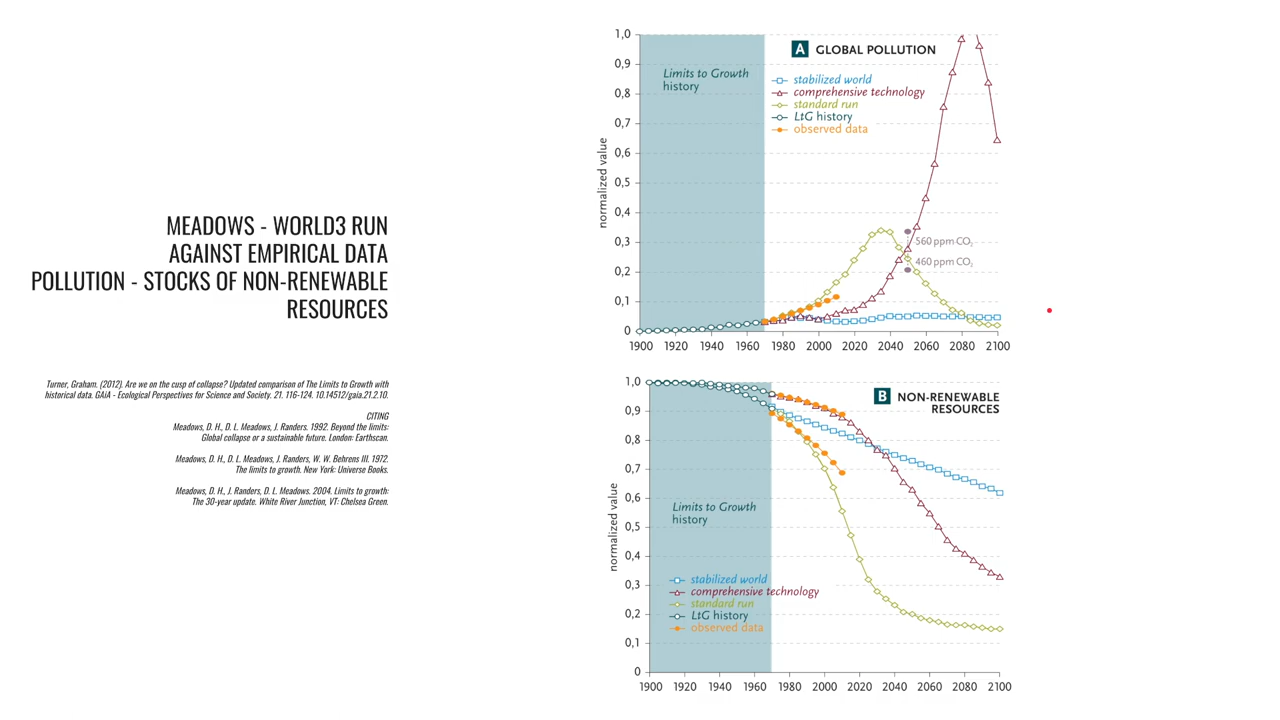 MEADOWS - WORLD3 RUN
AGAINST EMPIRICAL DATA
POLLUTION - STOCKS OF NON-RENEWABLE
RESOURCES
Turner, Graham. (2012). Are we on the cusp of collapse? Updated comparison of The Limits to Growth with
historical data. GAiA - Ecological Perspectives for Science and Society. 21. 116-124. 10.14512/gaia.21.2.10.
CITING
Meadows, D. H., D. L. Meadows, J. Randers. 1992. Beyond the limits:
Global collapse or a sustainable future. London: Earthscan.
Meadows, D. H., D. L. Meadows, J. Randers, W. W. Behrens III. 1972.
The limits to growth. New York: Universe Books.
Meadows, D. H., J. Randers, D. L. Meadows. 2004. Limits to growth:
The 30-year update. White River Junction, VT: Chelsea Green.
A GLOBAL POLLUTION
Limits to Growth
history
stabilized world
comprehensive technology
standard run
LtG history
observed data
560 ppm CO2
460 ppm CO2
normalized value
1,0
0,9
0,8
0,7
0,6
0,5
0,4
0,3
0,2
0,1
0
1900 1920 1940 1960 1980 2000 2020 2040 2060 2080 2100
B NON-RENEWABLE
RESOURCES
Limits to Growth
history
stabilized world
comprehensive technology
standard run
LtG history
observed data
normalized value
1,0
0,9
0,8
0,7
0,6
0,5
0,4
0,3
0,2
0,1
0
1900 1920 1940 1960 1980 2000 2020 2040 2060 2080 2100